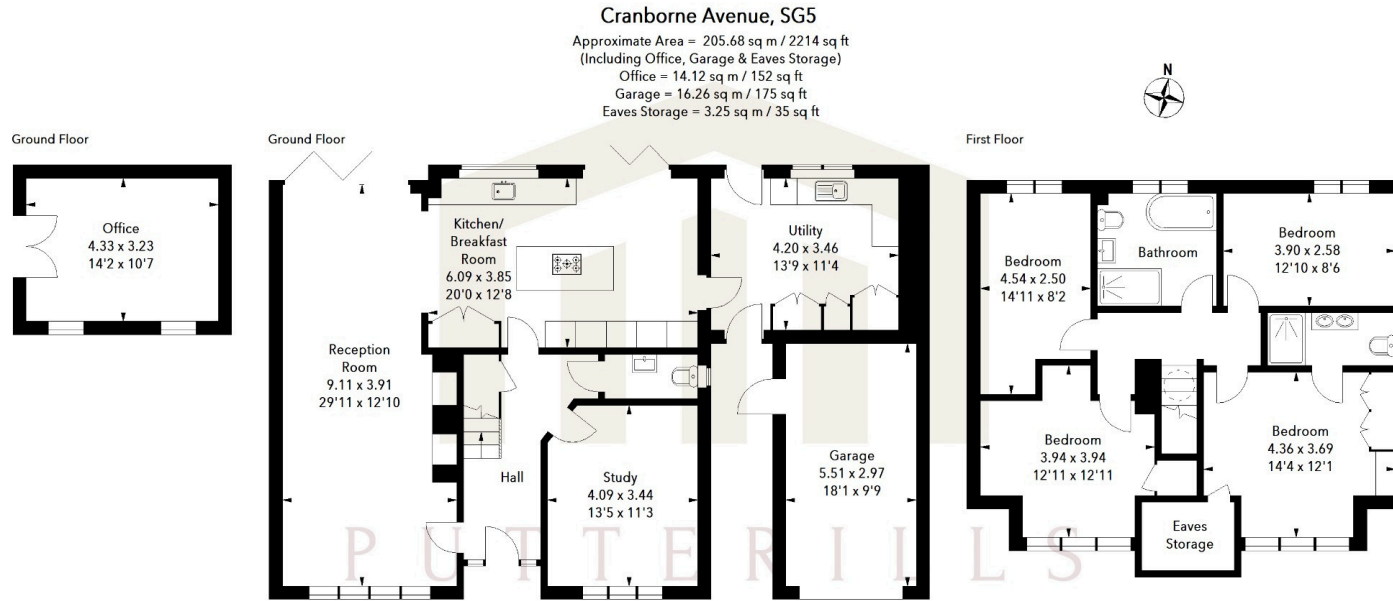 Cranborne Avenue, SG5
Approximate Area = 205.68 sq m / 2214 sq ft
(Including Office, Garage & Eaves Storage)
Office = 14.12 sq m / 152 sq ft
Garage = 16.26 sq m / 175 sq ft
Eaves Storage = 3.25 sq m / 35 sq ft
N
Ground Floor
Office
4.33 x 3.23
14'2 x 10'7
Ground Floor
Kitchen/
Breakfast
Room
6.09 x 3.85
20'0 x 12'8
Utility
4.20 x 3.46
13'9 x 11'4
Reception
Room
9.11 x 3.91
29'11 x 12'10
Hall
Study
4.09 x 3.44
13'5 x 11'3
Garage
5.51 x 2.97
18'1 x 9'9
First Floor
Bedroom
4.54 x 2.50
14'11 x 8'2
Bathroom
Bedroom
3.90 x 2.58
12'10 x 8'6
Bedroom
3.94 x 3.94
12'11 x 12'11
Bedroom
4.36 x 3.69
14'4 x 12'1
Eaves
Storage
PUTTERILLS